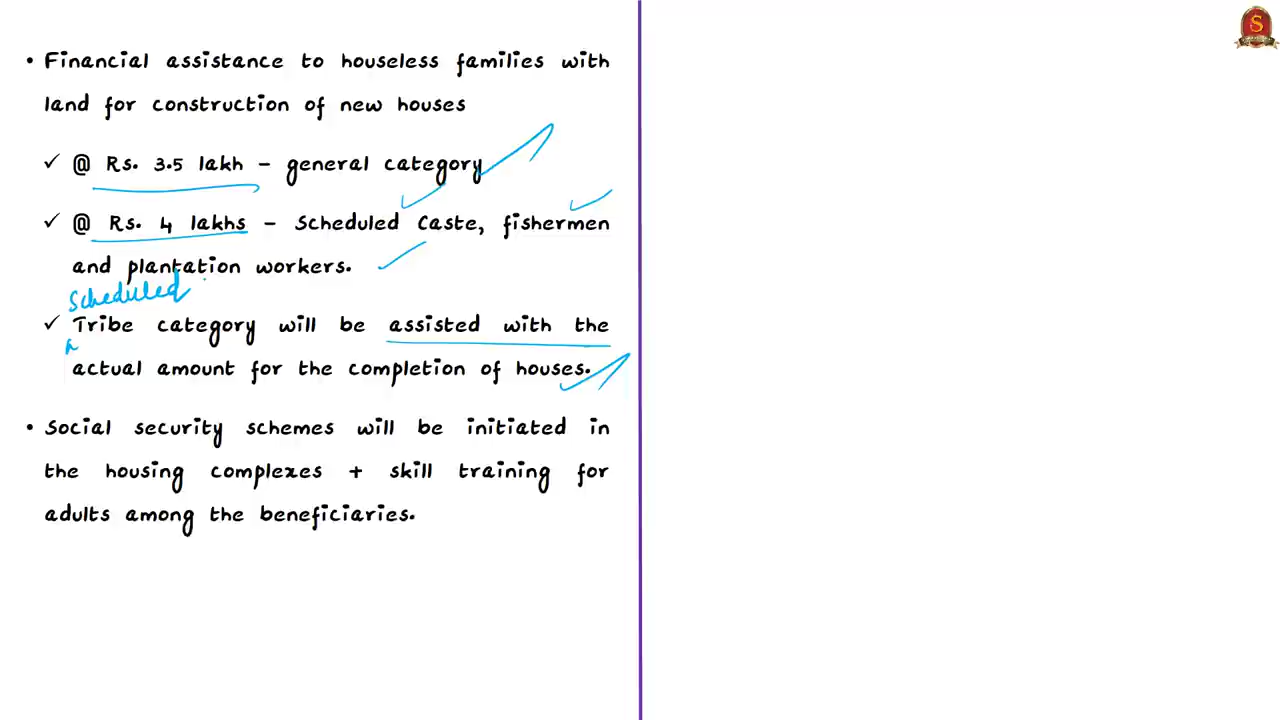 • Financial assistance to houseless families with
land for construction of new houses
✓ @ Rs. 3.5 lakh – general category
✓ @ Rs. 4 lakhs – Scheduled Caste, fishermen
and plantation workers.
Scheduled
✓ Tribe category will be assisted with the
actual amount for the completion of houses.
• Social security schemes will be initiated in
the housing complexes + skill training for
adults among the beneficiaries.
S